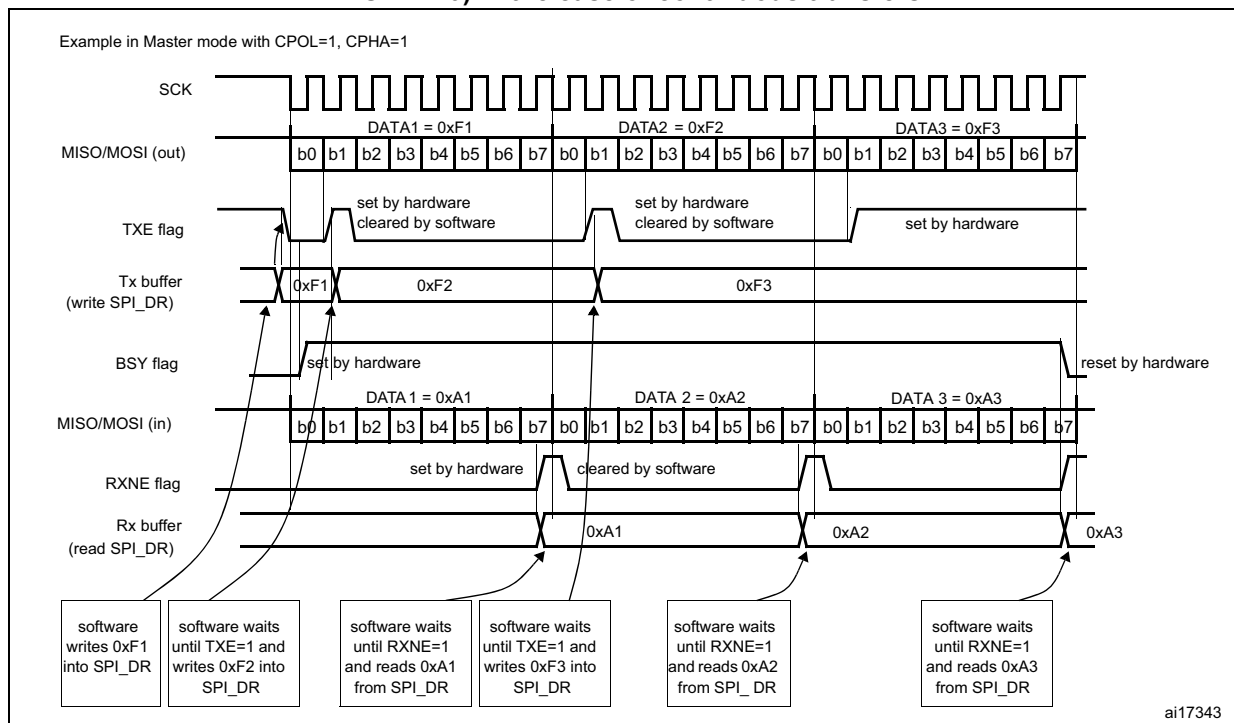 Example in Master mode with CPOL=1, CPHA=1
SCK
DATA1 = 0xF1 DATA2 = 0xF2 DATA3 = 0xF3
MISO/MOSI (out) b0 b1 b2 b3 b4 b5 b6 b7 b0 b1 b2 b3 b4 b5 b6 b7 b0 b1 b2 b3 b4 b5 b6 b7
set by hardware set by hardware
cleared by software cleared by software set by hardware
TXE flag
Tx buffer 0xF1 0xF2 0xF3
(write SPI_DR)
BSY flag set by hardware reset by hardware
DATA 1 = 0xA1 DATA 2 = 0xA2 DATA 3 = 0xA3
MISO/MOSI (in) b0 b1 b2 b3 b4 b5 b6 b7 b0 b1 b2 b3 b4 b5 b6 b7 b0 b1 b2 b3 b4 b5 b6 b7
set by hardware cleared by software
RXNE flag
Rx buffer 0xA1 0xA2 0xA3
(read SPI_DR)
software
writes 0xF1
into SPI_DR
software waits
until TXE=1 and
writes 0xF2 into
SPI_DR
software waits
until RXNE=1
and reads 0xA1
from SPI_DR
software waits
until TXE=1 and
writes 0xF3 into
SPI_DR
software waits
until RXNE=1
and reads 0xA2
from SPI_ DR
software waits
until RXNE=1
and reads 0xA3
from SPI_DR
ai17343